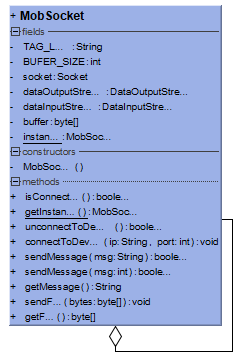 + MobSocket
fields
- TAG_L... : String
- BUFER_SIZE: int
- socket: Socket
- dataOutputStre... : DataOutputStre...
- dataInputStre... : DataInputStre...
- buffer: byte[]
- instan... : MobSoc...
constructors
- MobSoc... ()
methods
+ isConnect... (): boole...
+ getInstan... (): MobSoc...
+ unconnectToDe... (): boole...
+ connectToDev... ( ip: String, port: int): void
+ sendMessage( msg: String): boole...
+ sendMessage( msg: int): boole...
+ getMessage(): String
+ sendF... ( bytes: byte[]): void
+ getF... (): byte[]